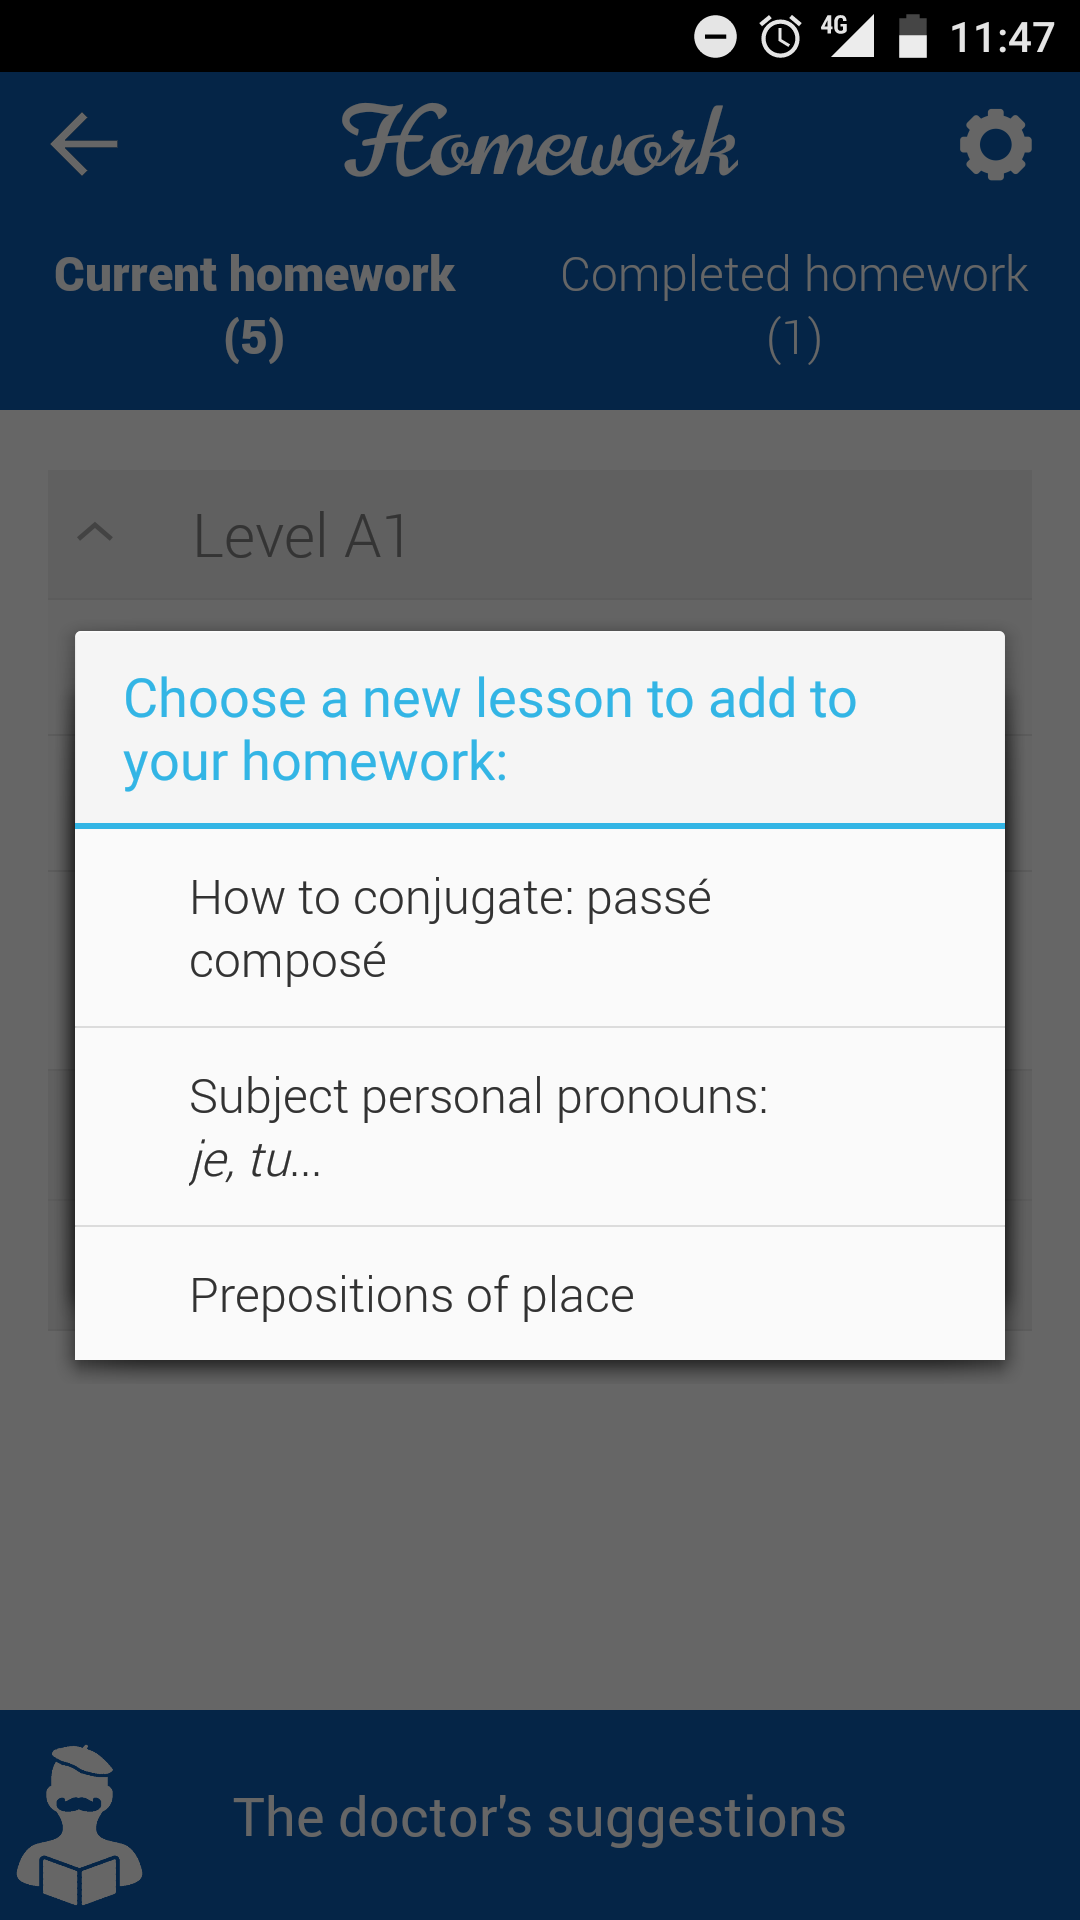 4G 11:47
Homework
Current homework
(5)
Completed homework
(1)
Level A1
Choose a new lesson to add to
your homework:
How to conjugate: passé
composé
Subject personal pronouns:
je, tu...
Prepositions of place
The doctor's suggestions